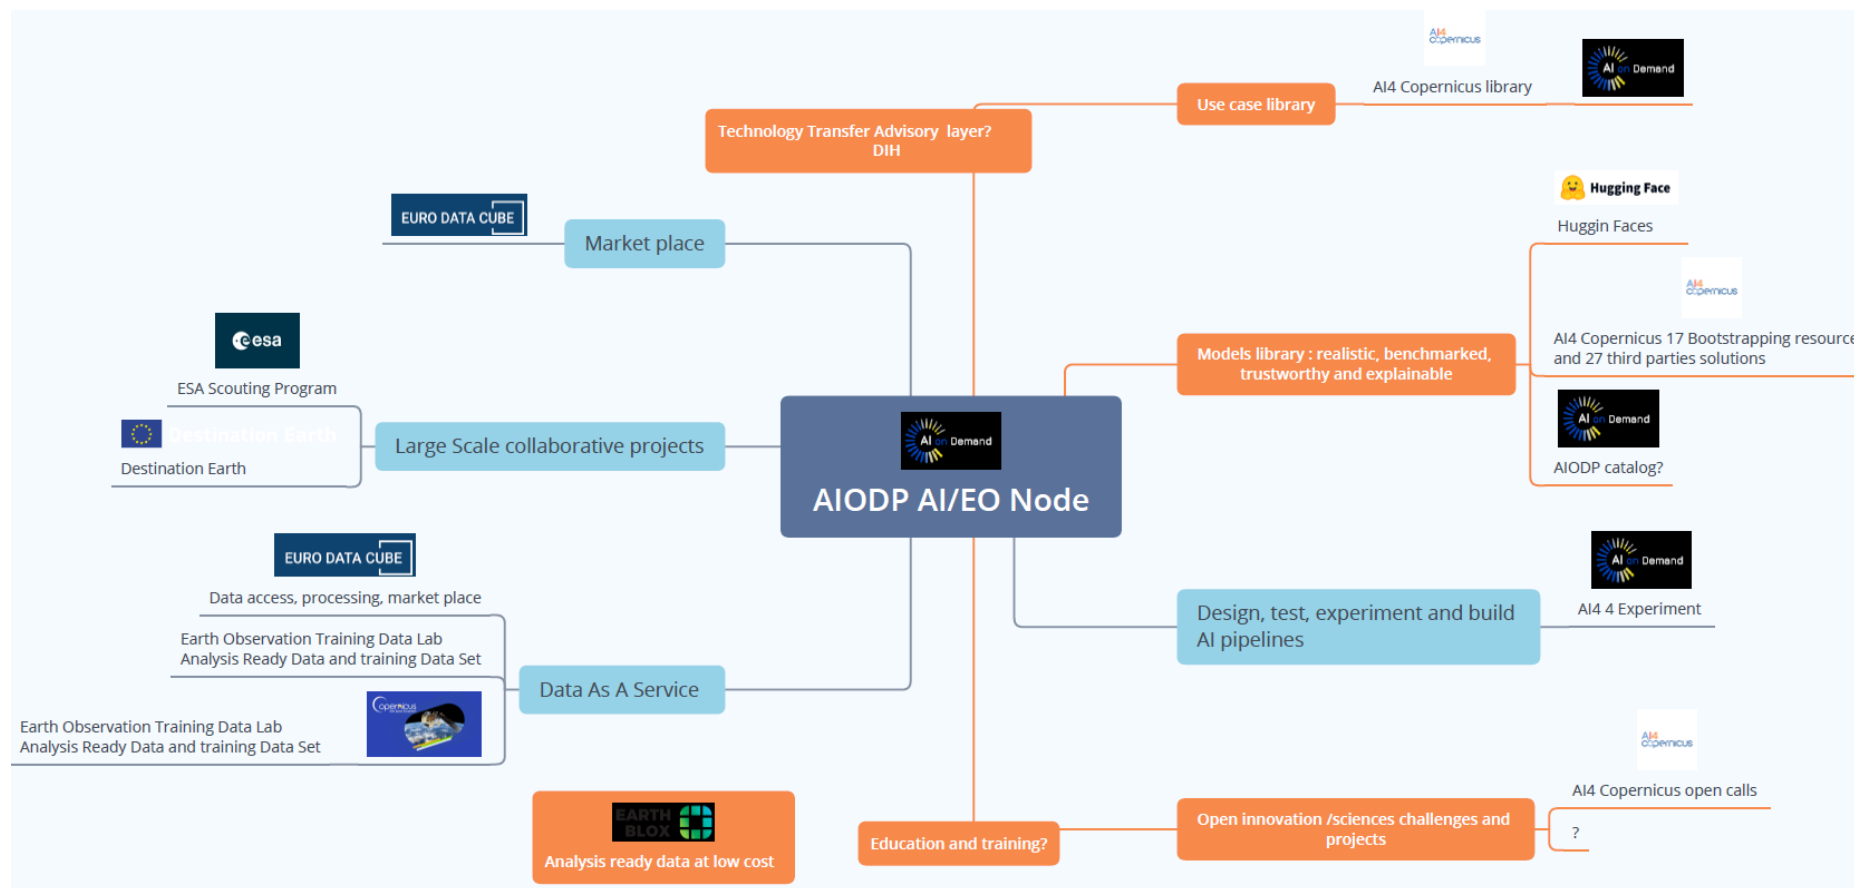 AI4
copernicus
AI4 Copernicus library
AI on Demand
Use case library
Technology Transfer Advisory layer?
DIH
EURO DATA CUBE
Market place
Hugging Face
Huggin Faces
AI4
copernicus
AI4 Copernicus 17 Bootstrapping resource
and 27 third parties solutions
Models library : realistic, benchmarked,
trustworthy and explainable
AI on Demand
AIODP catalog?
esa
ESA Scouting Program
Destination Earth
Destination Earth
Large Scale collaborative projects
AI on Demand
AIODP AI/EO Node
EURO DATA CUBE
Data access, processing, market place
Earth Observation Training Data Lab
Analysis Ready Data and training Data Set
Data As A Service
opernicus
Earth Observation Training Data Lab
Analysis Ready Data and training Data Set
AI on Demand
AI4 4 Experiment
Design, test, experiment and build
AI pipelines
EARTH
BLOX
Analysis ready data at low cost
Education and training?
Open innovation /sciences challenges and
projects
AI4
copernicus
AI4 Copernicus open calls
?